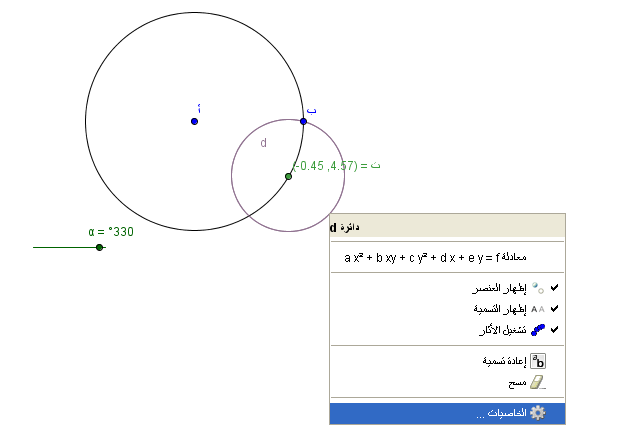 أ
ب
d
ث = (-0.45 ,4.57)
α = °330
دائرة d
معادلة a x² + b xy + c y² + d x + e y = f
إظهار العنصر
إظهار التسمية
تشغيل الآثار
إعادة تسمية
مسح
الخاصيات ...